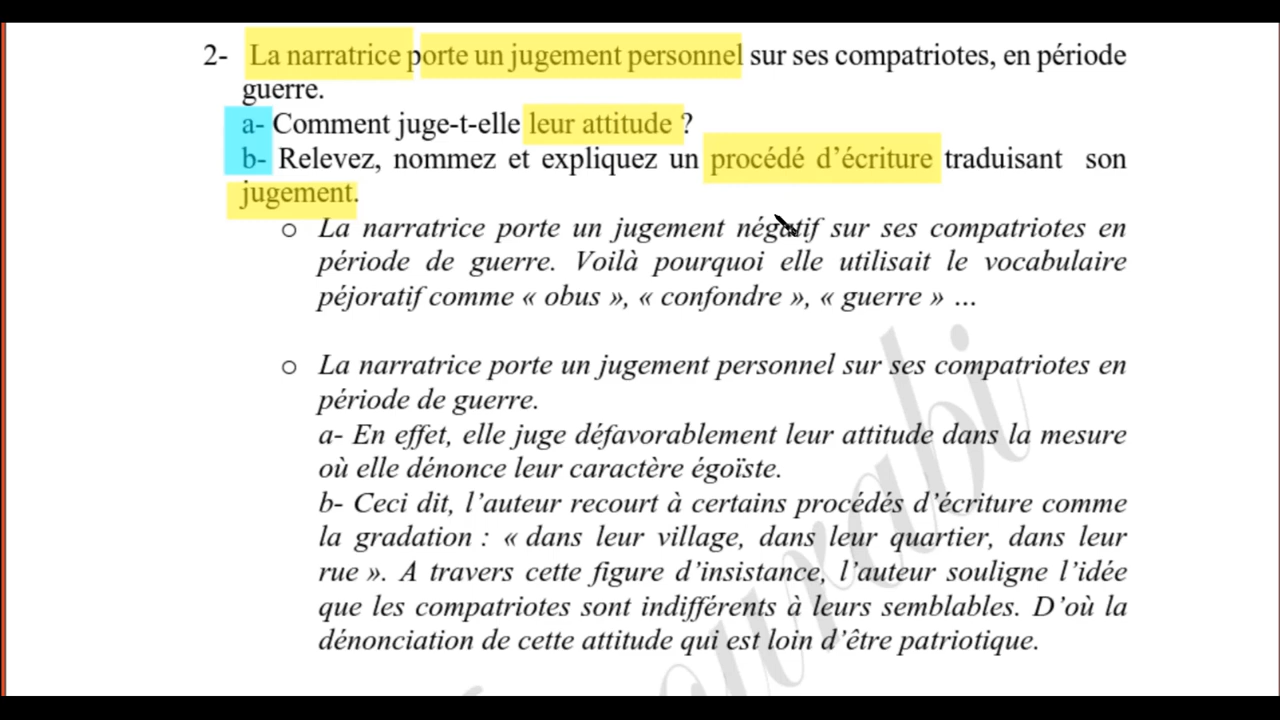 2- La narratrice porte un jugement personnel sur ses compatriotes, en période
guerre.
a- Comment juge-t-elle leur attitude ?
b- Relevez, nommez et expliquez un procédé d'écriture traduisant son
jugement.
o La narratrice porte un jugement négatif sur ses compatriotes en
période de guerre. Voilà pourquoi elle utilisait le vocabulaire
péjoratif comme « obus », « confondre », « guerre » ...
o La narratrice porte un jugement personnel sur ses compatriotes en
période de guerre.
a- En effet, elle juge défavorablement leur attitude dans la mesure
où elle dénonce leur caractère égoïste.
b- Ceci dit, l'auteur recourt à certains procédés d'écriture comme
la gradation : « dans leur village, dans leur quartier, dans leur
rue ». A travers cette figure d'insistance, l'auteur souligne l'idée
que les compatriotes sont indifférents à leurs semblables. D'où la
dénonciation de cette attitude qui est loin d'être patriotique.